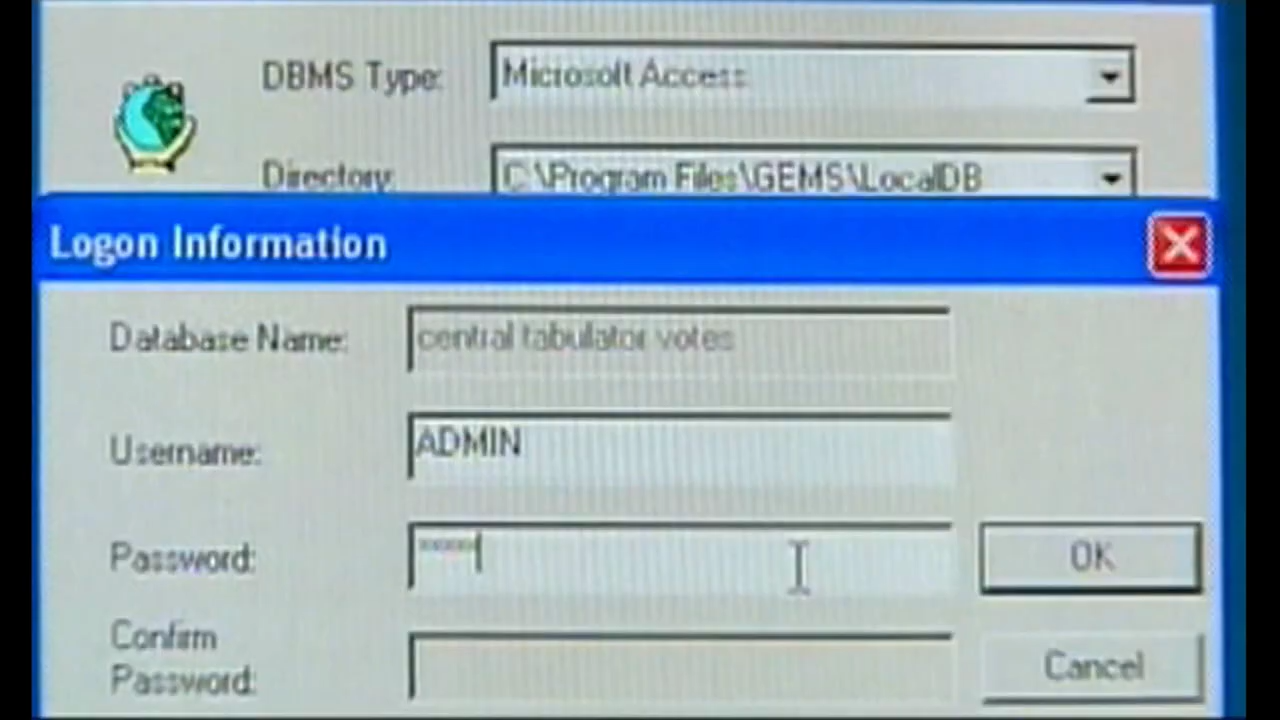 DBMS Type: Microsoft Access
Directory: C:\Program Files\GEMS\LocalDB
Logon Information
Database Name: central tabulator votes
Username: ADMIN
Password: *****
OK
Confirm
Password:
Cancel